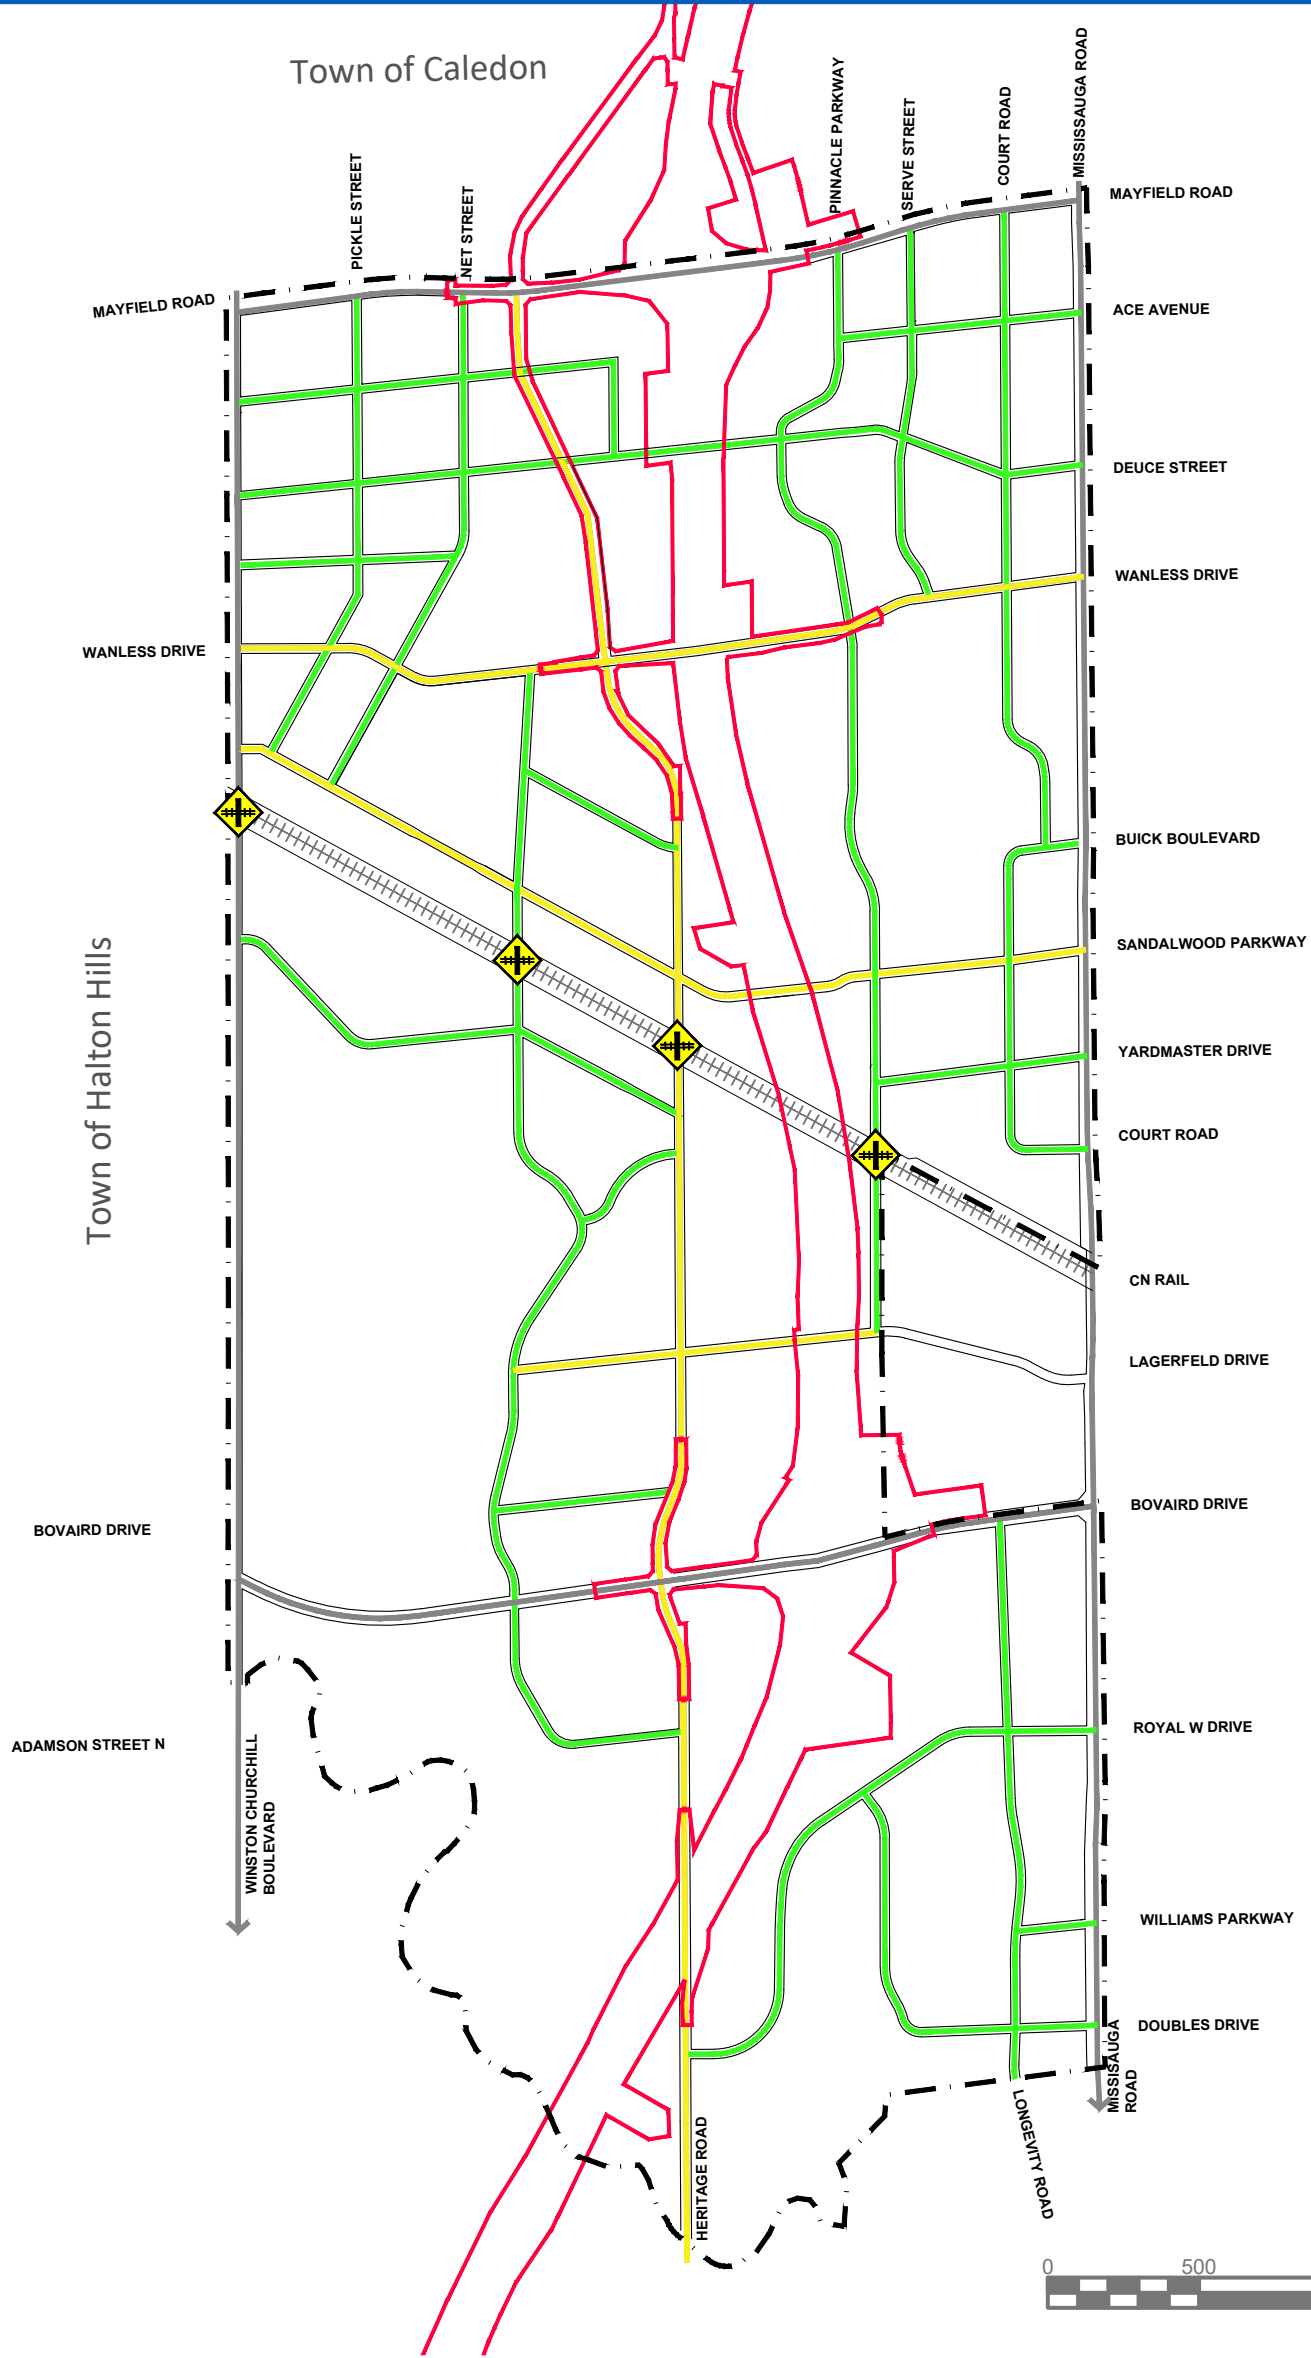 Town of Caledon
MISSISSAUGA ROAD
PINNACLE PARKWAY
COURT ROAD
SERVE STREET
PICKLE STREET
NET STREET
MAYFIELD ROAD
MAYFIELD ROAD
ACE AVENUE
DEUCE STREET
WANLESS DRIVE
WANLESS DRIVE
BUICK BOULEVARD
SANDALWOOD PARKWAY
Town of Halton Hills
YARDMASTER DRIVE
COURT ROAD
CN RAIL
LAGERFELD DRIVE
BOVAIRD DRIVE
BOVAIRD DRIVE
ROYAL W DRIVE
ADAMSON STREET N
WINSTON CHURCHILL
BOULEVARD
WILLIAMS PARKWAY
DOUBLES DRIVE
MISSISAUGA
ROAD
LONGEVITY ROAD
HERITAGE ROAD
0 500